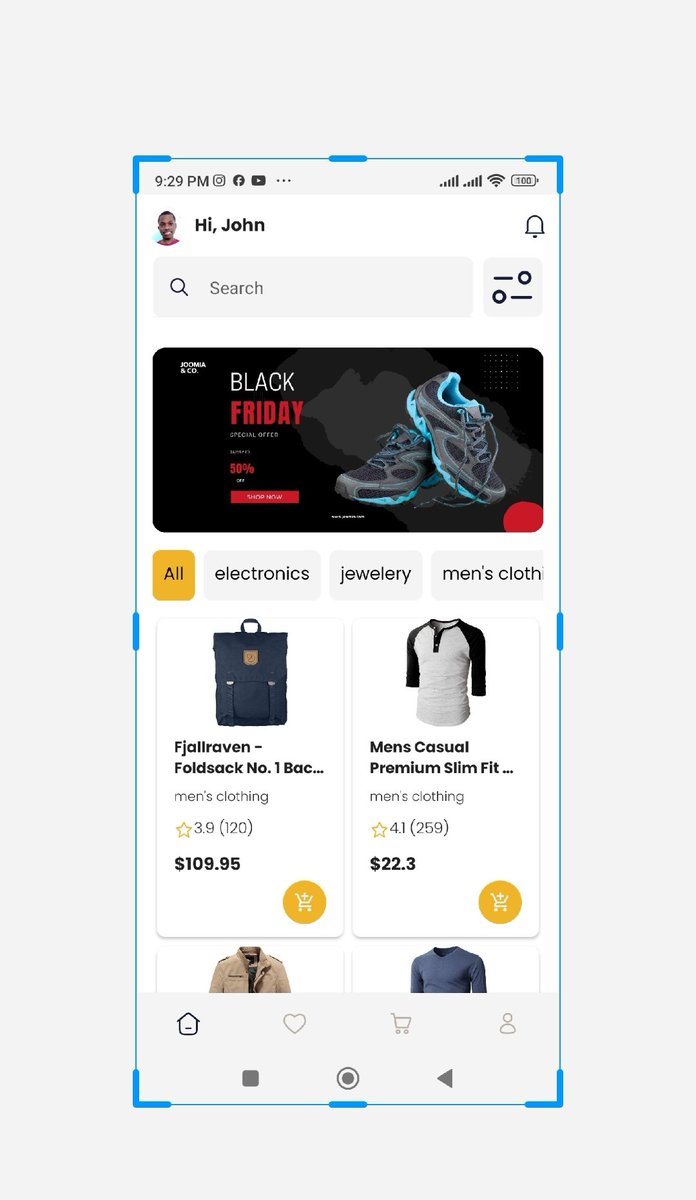 9:29 PM
100
Hi, John
Search
JOOMIA
& CO.
BLACK
FRIDAY
SPECIAL OFFER
50%
OFF
SHOP NOW
All
electronics
jewelery
men's clothi
Fjallraven -
Foldsack No. 1 Bac...
men's clothing
3.9 (120)
$109.95
Mens Casual
Premium Slim Fit ...
men's clothing
4.1 (259)
$22.3